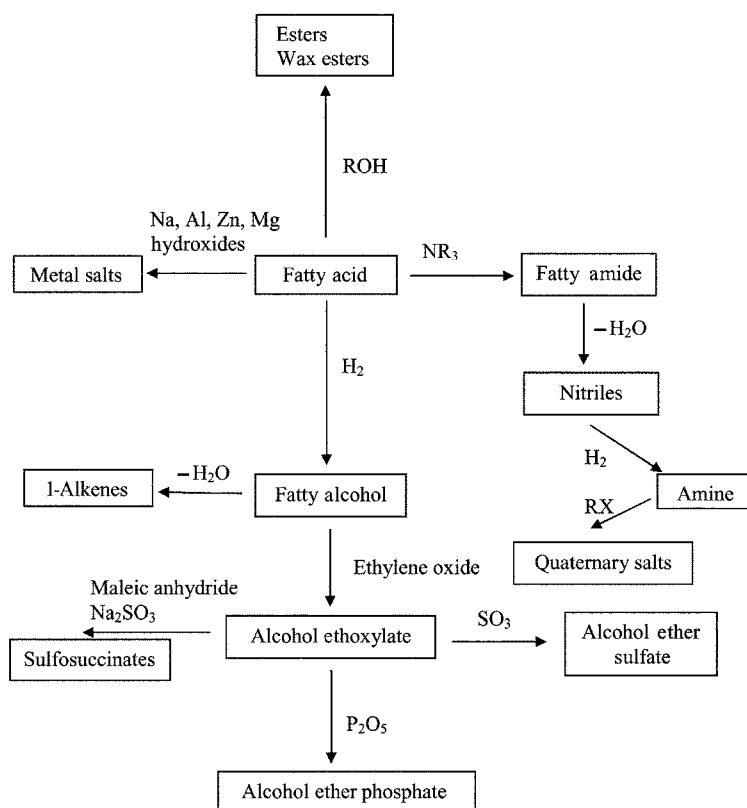 Esters
Wax esters
ROH
Na, Al, Zn, Mg
hydroxides
Metal salts
Fatty acid
NR₃
Fatty amide
–H₂O
Nitriles
H₂
H₂
Amine
RX
Quaternary salts
1-Alkenes
–H₂O
Fatty alcohol
Ethylene oxide
Maleic anhydride
Na₂SO₃
Sulfosuccinates
Alcohol ethoxylate
SO₃
Alcohol ether
sulfate
P₂O₅
Alcohol ether phosphate